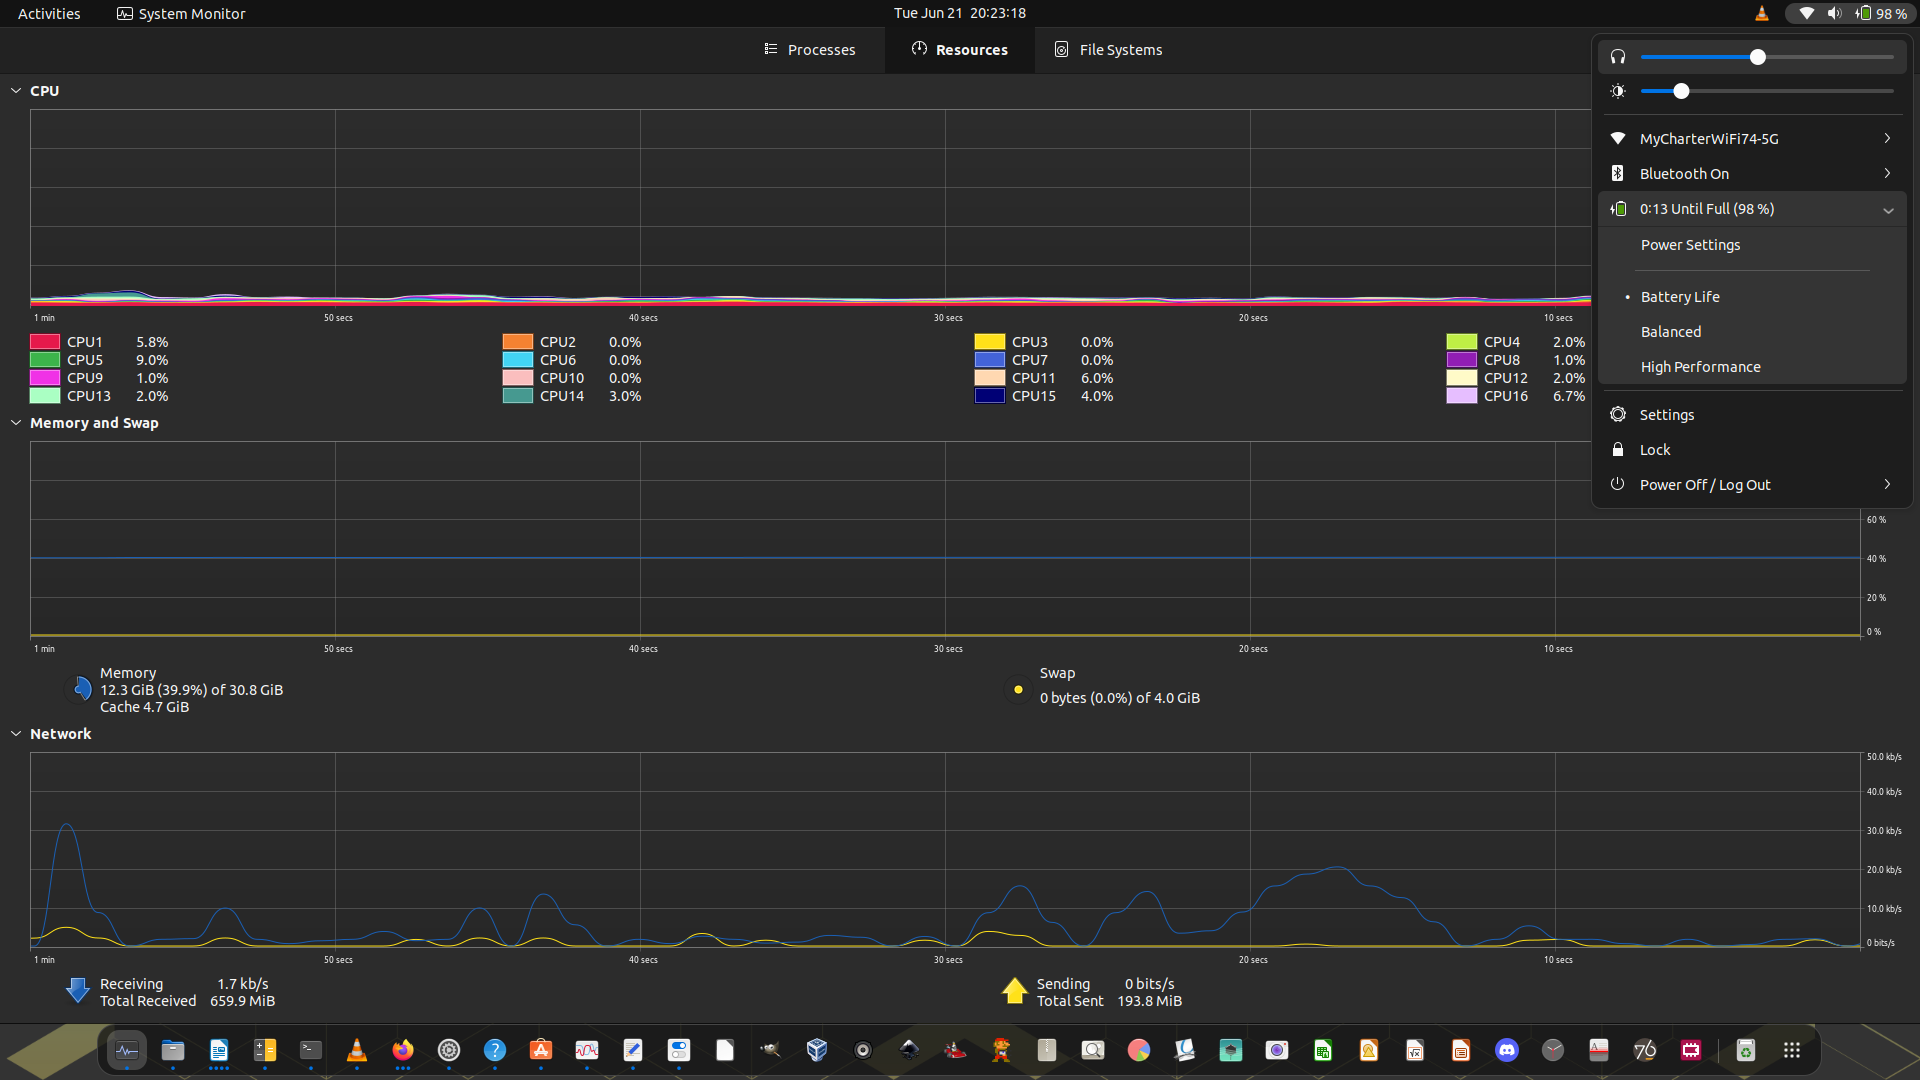 Activities System Monitor Tue Jun 21 20:23:18 98 %
Processes Resources File Systems
CPU
1 min 50 secs 40 secs 30 secs 20 secs 10 secs
CPU1 5.8% CPU2 0.0% CPU3 0.0% CPU4 2.0%
CPU5 9.0% CPU6 0.0% CPU7 0.0% CPU8 1.0%
CPU9 1.0% CPU10 0.0% CPU11 6.0% CPU12 2.0%
CPU13 2.0% CPU14 3.0% CPU15 4.0% CPU16 6.7%
MyCharterWiFi74-5G
Bluetooth On
0:13 Until Full (98 %)
Power Settings
• Battery Life
Balanced
High Performance
Settings
Lock
Power Off / Log Out
Memory and Swap
60 %
40 %
20 %
0 %
1 min 50 secs 40 secs 30 secs 20 secs 10 secs
Memory
12.3 GiB (39.9%) of 30.8 GiB
Cache 4.7 GiB
Swap
0 bytes (0.0%) of 4.0 GiB
Network
50.0 kb/s
40.0 kb/s
30.0 kb/s
20.0 kb/s
10.0 kb/s
0 bits/s
1 min 50 secs 40 secs 30 secs 20 secs 10 secs
Receiving 1.7 kb/s
Total Received 659.9 MiB
Sending 0 bits/s
Total Sent 193.8 MiB
76